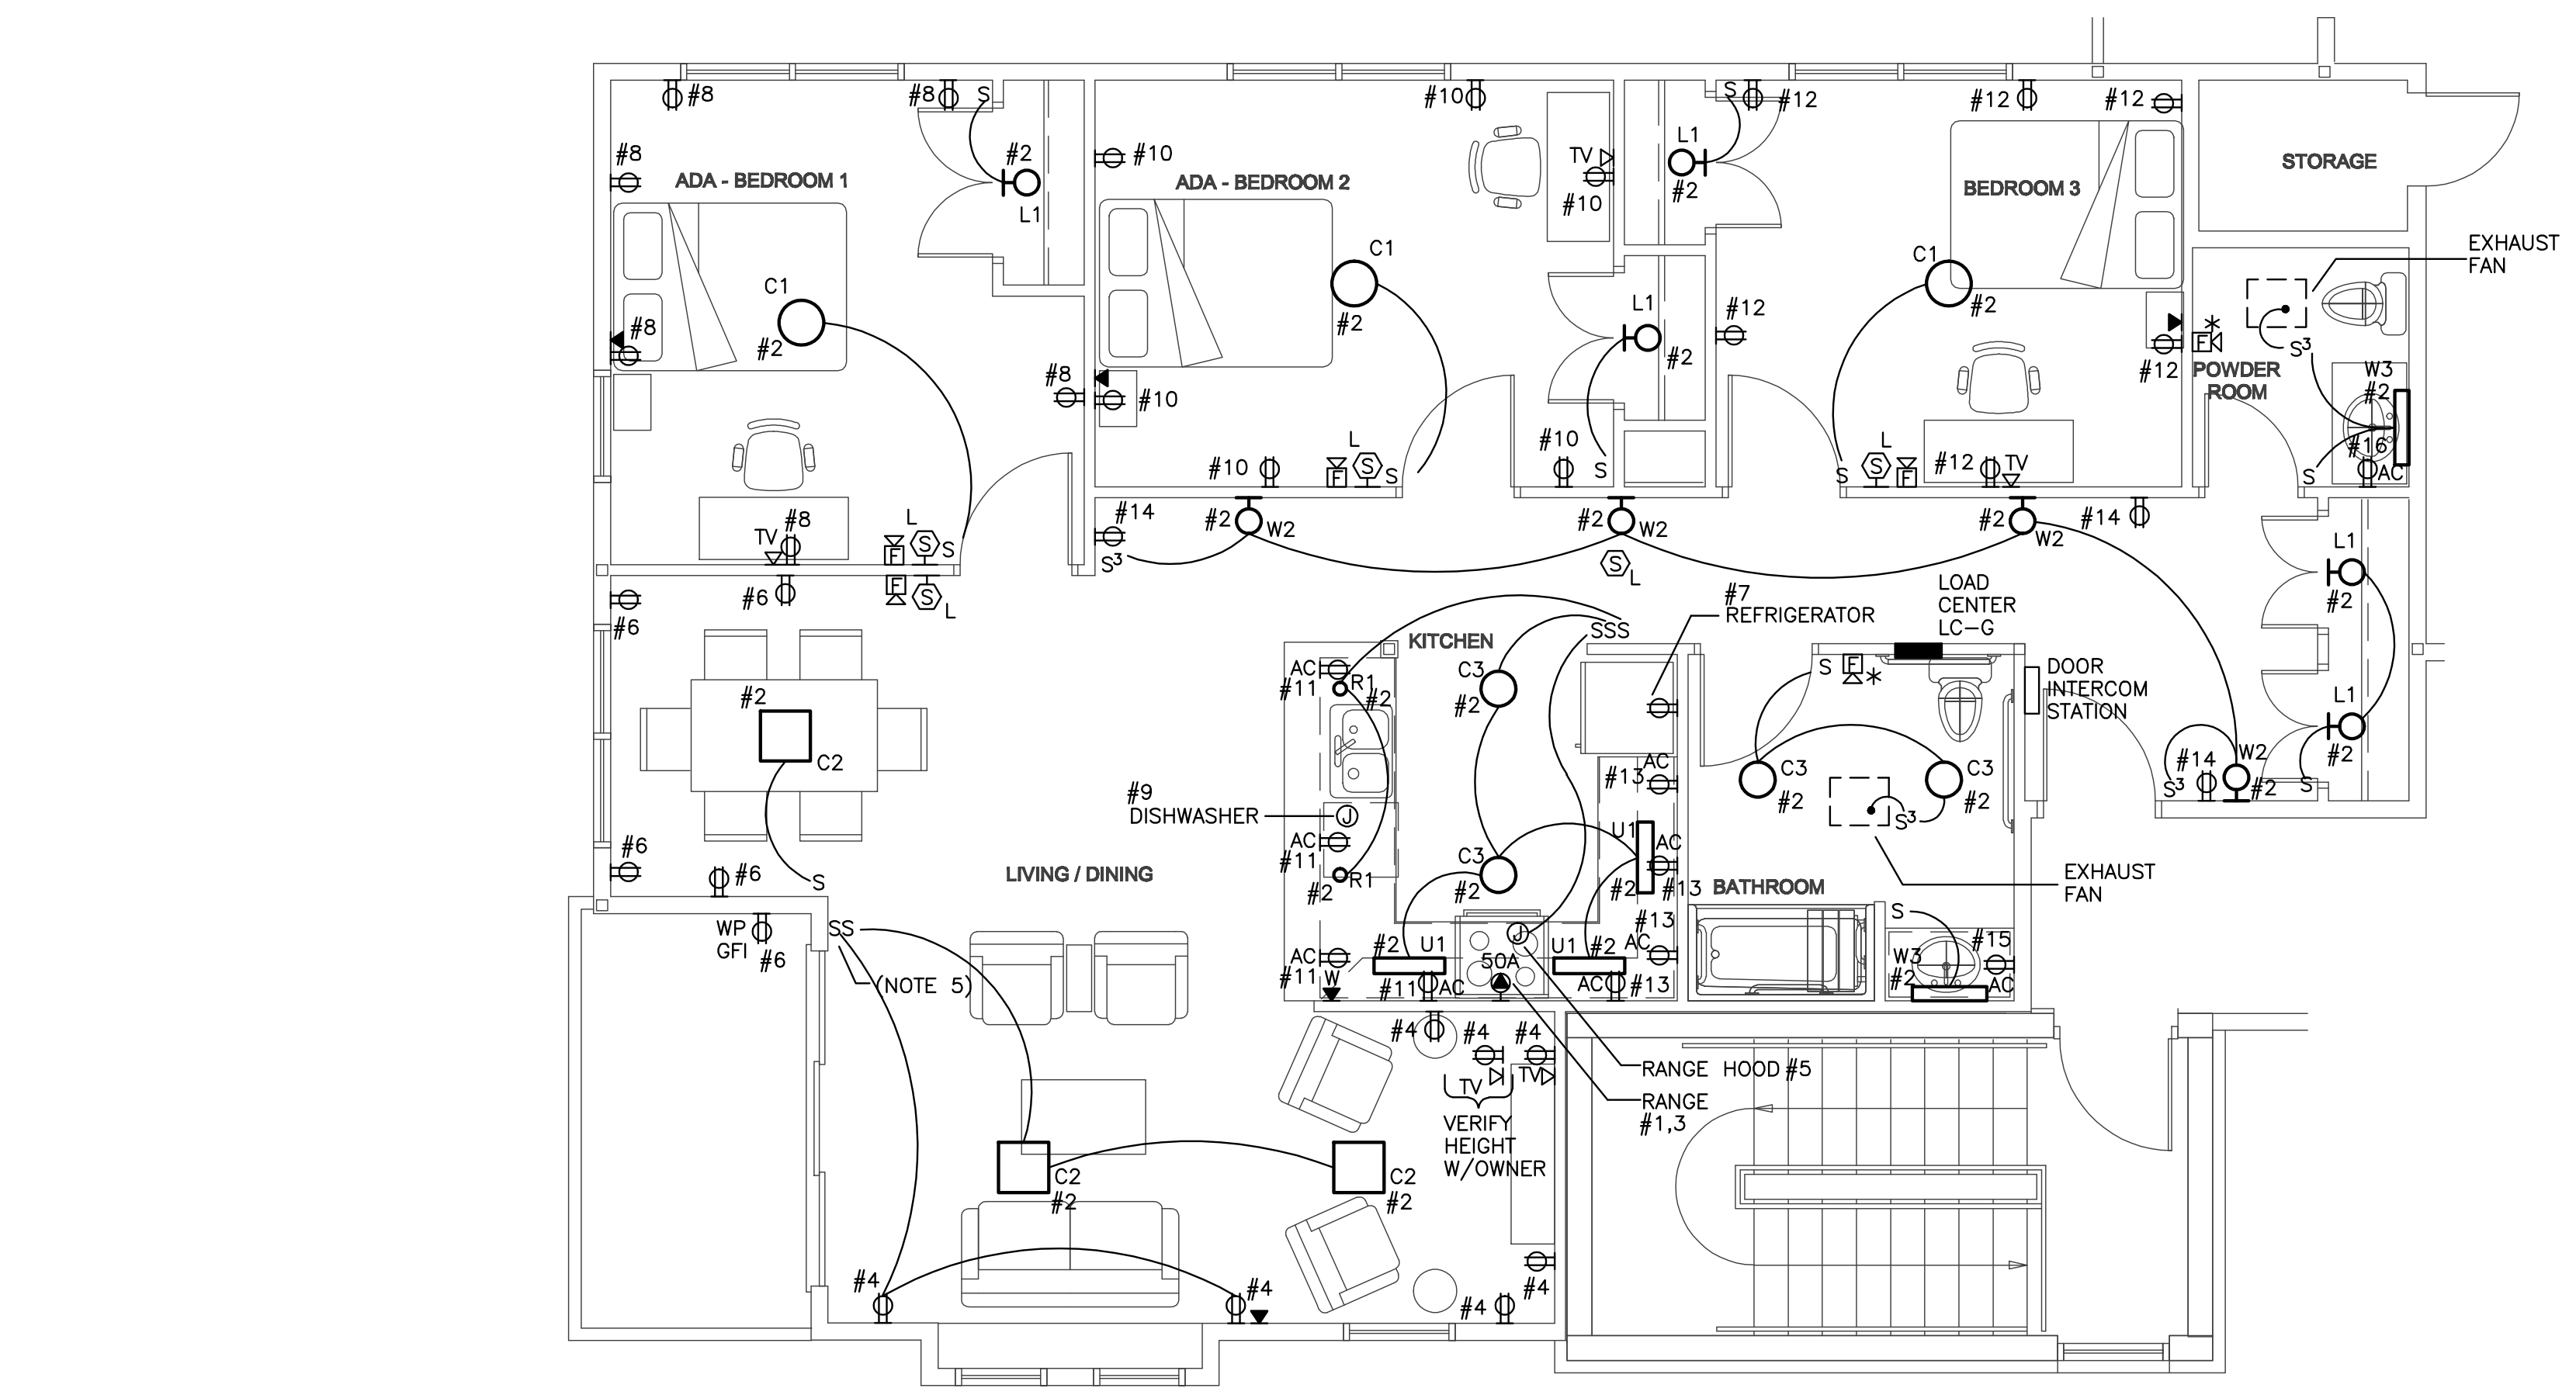 #8
#8
S
#10
S
#12
#12
#12
#8
#2
#10
TV
L1
STORAGE
ADA - BEDROOM 1
L1
ADA - BEDROOM 2
#10
#2
BEDROOM 3
EXHAUST
FAN
C1
C1
C1
#2
L1
#12
#2
#8
#2
#2
#2
#12
F
*
S³
POWDER
ROOM
W3
#2
#8
#10
#10
#10
L
F
S
S
S
L
S
S
F
#12
TV
#16
S
AC
#14
#2
W2
#2
W2
#2
W2
#14
TV
#8
L
F
S
S
S³
S
L
L1
#2
#6
#6
F
S
L
#7
REFRIGERATOR
LOAD
CENTER
LC-G
KITCHEN
SSS
AC
#11
R1
#2
C3
#2
S
F
*
DOOR
INTERCOM
STATION
L1
#2
#2
C2
#9
DISHWASHER
J
#13
AC
C3
#2
C3
#2
S³
#14
S³
W2
#2
S
#6
#6
S
LIVING / DINING
AC
#11
#2
R1
C3
#2
U1
AC
#2
#13
BATHROOM
EXHAUST
FAN
WP
GFI
#6
SS
(NOTE 5)
AC
#11
W
#2
U1
#11
AC
J
50A
U1
#2
AC
#13
AC
#13
S
W3
#2
#15
AC
#4
#4
#4
TV
TV
RANGE HOOD #5
RANGE
#1,3
VERIFY
HEIGHT
W/OWNER
C2
#2
C2
#2
#4
#4
#4
#4